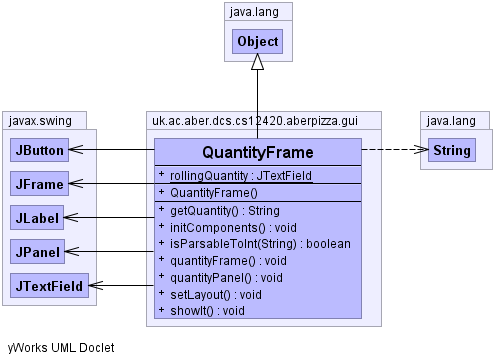 java.lang
Object
javax.swing
JButton
JFrame
JLabel
JPanel
JTextField
uk.ac.aber.dcs.cs12420.aberpizza.gui
QuantityFrame
+ rollingQuantity : JTextField
+ QuantityFrame()
+ getQuantity() : String
+ initComponents() : void
+ isParsableToInt(String) : boolean
+ quantityFrame() : void
+ quantityPanel() : void
+ setLayout() : void
+ showIt() : void
java.lang
String
yWorks UML Doclet